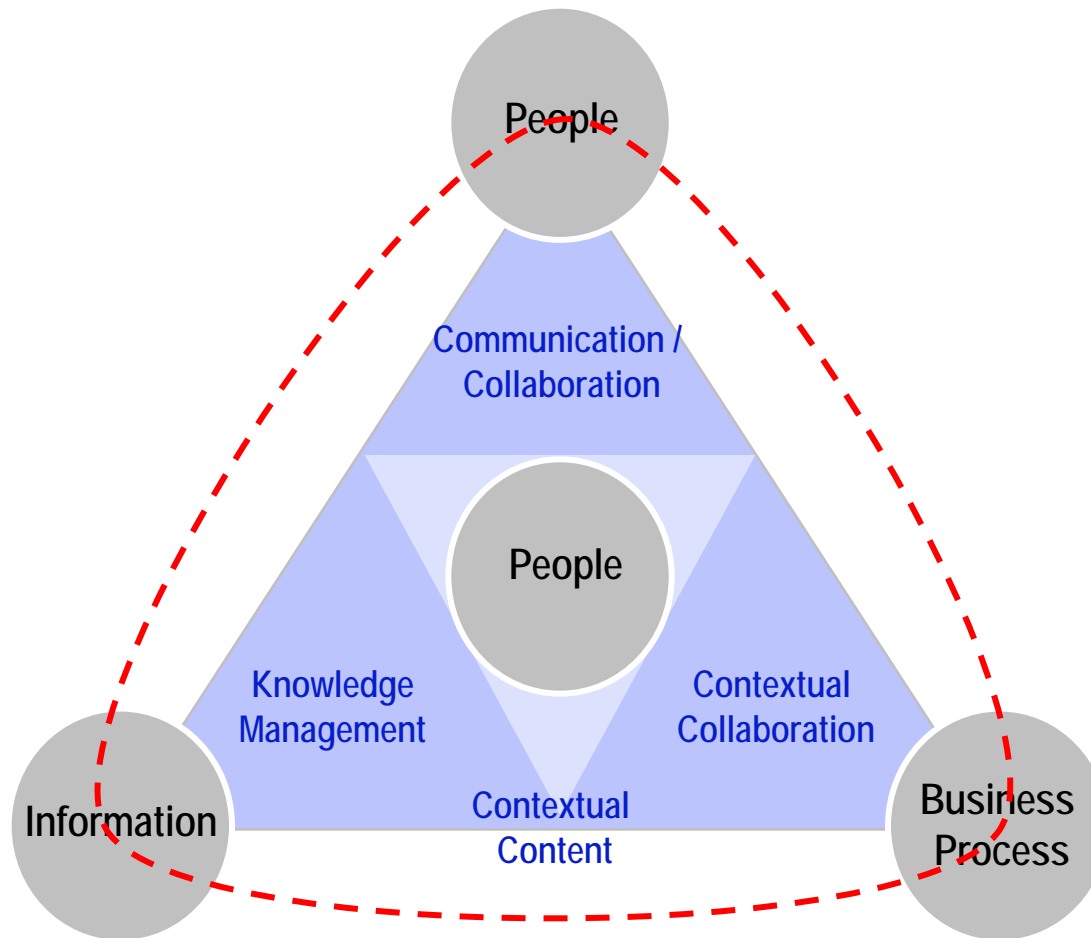 People
Communication /
Collaboration
People
Knowledge
Management
Contextual
Collaboration
Contextual
Content
Information
Business
Process